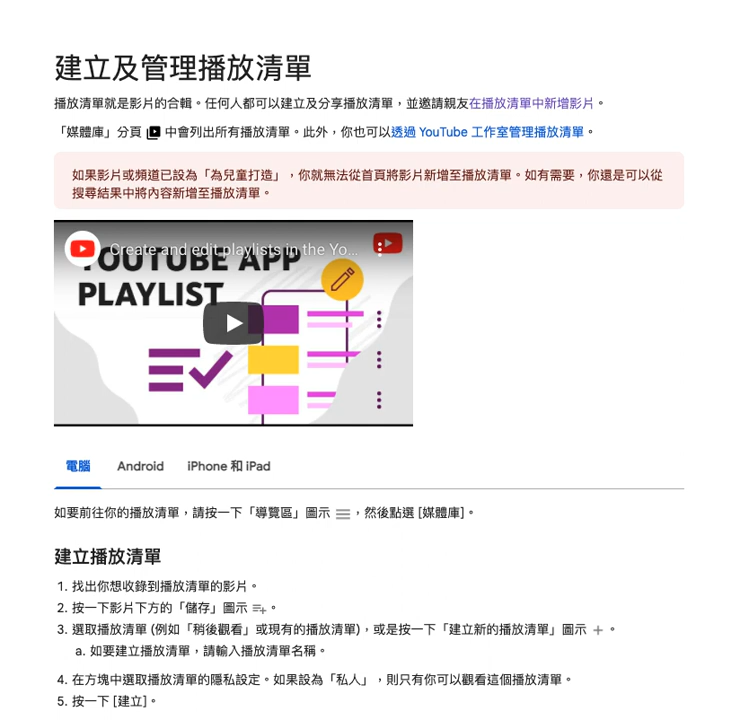 建立及管理播放清單
播放清單就是影片的合輯。任何人都可以建立及分享播放清單，並邀請親友在播放清單中新增影片。
「媒體庫」分頁 中會列出所有播放清單。此外，你也可以透過 YouTube 工作室管理播放清單。
如果影片或頻道已設為「為兒童打造」，你就無法從首頁將影片新增至播放清單。如有需要，你還是可以從
搜尋結果中將內容新增至播放清單。
Create and edit playlists in the Yo...
YOUTUBE APP
PLAYLIST
電腦 Android iPhone 和 iPad
如要前往你的播放清單，請按一下「導覽區」圖示 ，然後點選 [媒體庫]。
建立播放清單
1. 找出你想收錄到播放清單的影片。
2. 按一下影片下方的「儲存」圖示 。
3. 選取播放清單 (例如「稍後觀看」或現有的播放清單)，或是按一下「建立新的播放清單」圖示 ＋ 。
a. 如要建立播放清單，請輸入播放清單名稱。
4. 在方塊中選取播放清單的隱私設定。如果設為「私人」，則只有你可以觀看這個播放清單。
5. 按一下 [建立]。